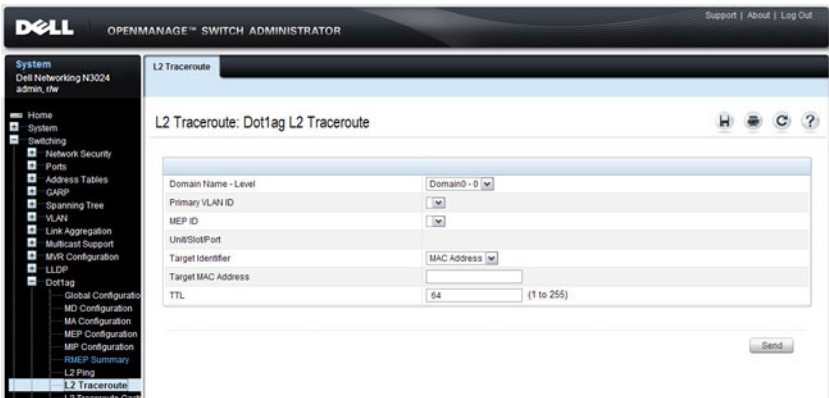 Support | About | Log Out
DELL
OPENMANAGE™ SWITCH ADMINISTRATOR
System
Dell Networking N3024
admin, r/w
L2 Traceroute
Home
System
Switching
Network Security
Ports
Address Tables
GARP
Spanning Tree
VLAN
Link Aggregation
Multicast Support
MVR Configuration
LLDP
Dot1ag
Global Configuratio
MD Configuration
MA Configuration
MEP Configuration
MIP Configuration
RMEP Summary
L2 Ping
L2 Traceroute
L2 Traceroute Cach
L2 Traceroute: Dot1ag L2 Traceroute
Domain Name - Level Domain0 - 0
Primary VLAN ID
MEP ID
Unit/Slot/Port
Target Identifier MAC Address
Target MAC Address
TTL 64 (1 to 255)
Send